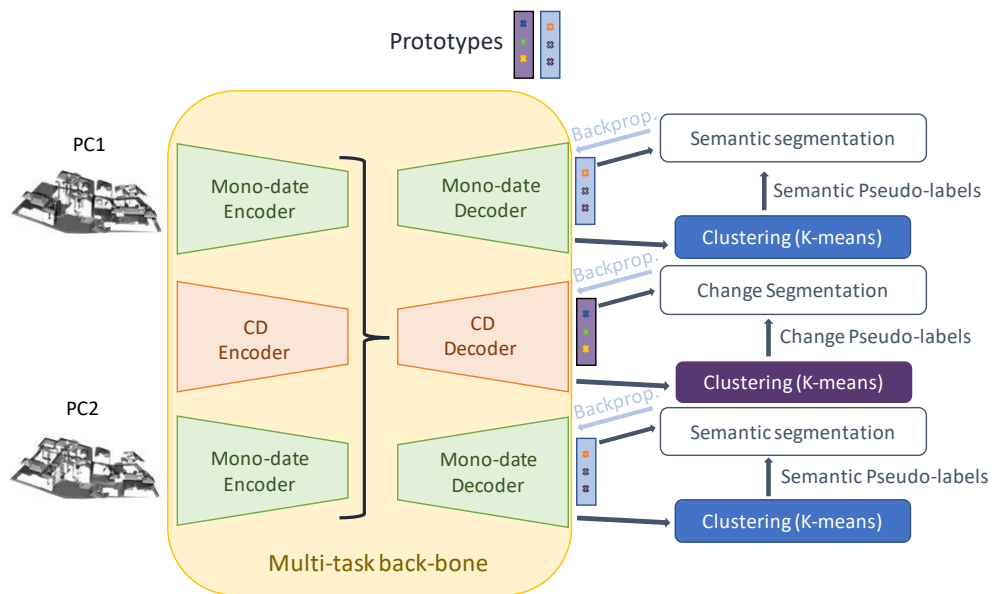 Prototypes
PC1
Mono-date
Encoder
Mono-date
Decoder
Backprop.
Semantic segmentation
Semantic Pseudo-labels
Clustering (K-means)
CD
Encoder
CD
Decoder
Backprop.
Change Segmentation
Change Pseudo-labels
Clustering (K-means)
PC2
Mono-date
Encoder
Mono-date
Decoder
Backprop.
Semantic segmentation
Semantic Pseudo-labels
Clustering (K-means)
Multi-task back-bone